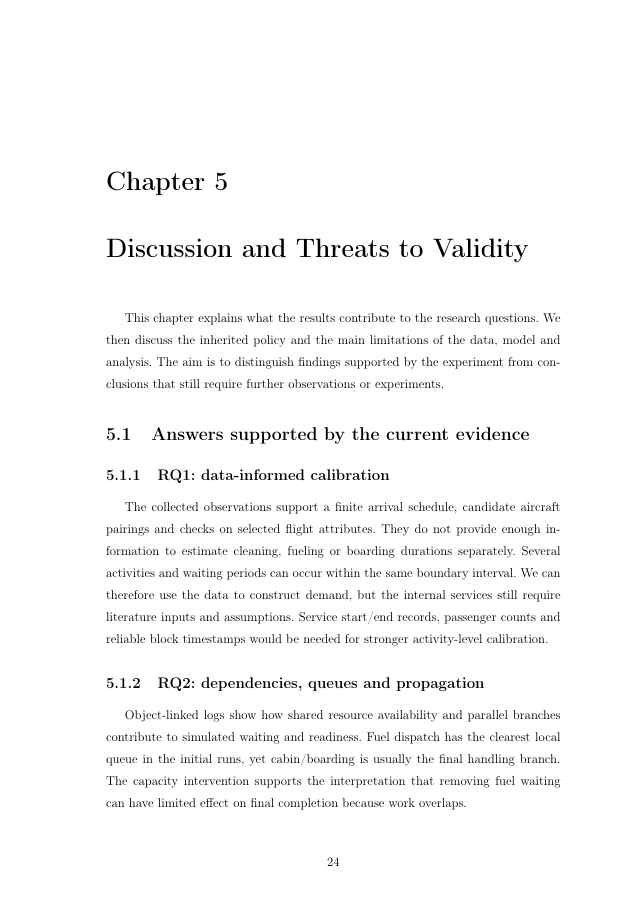 Chapter 5
Discussion and Threats to Validity
This chapter explains what the results contribute to the research questions. We
then discuss the inherited policy and the main limitations of the data, model and
analysis. The aim is to distinguish findings supported by the experiment from con-
clusions that still require further observations or experiments.
5.1 Answers supported by the current evidence
5.1.1 RQ1: data-informed calibration
The collected observations support a finite arrival schedule, candidate aircraft
pairings and checks on selected flight attributes. They do not provide enough in-
formation to estimate cleaning, fueling or boarding durations separately. Several
activities and waiting periods can occur within the same boundary interval. We can
therefore use the data to construct demand, but the internal services still require
literature inputs and assumptions. Service start/end records, passenger counts and
reliable block timestamps would be needed for stronger activity-level calibration.
5.1.2 RQ2: dependencies, queues and propagation
Object-linked logs show how shared resource availability and parallel branches
contribute to simulated waiting and readiness. Fuel dispatch has the clearest local
queue in the initial runs, yet cabin/boarding is usually the final handling branch.
The capacity intervention supports the interpretation that removing fuel waiting
can have limited effect on final completion because work overlaps.
24